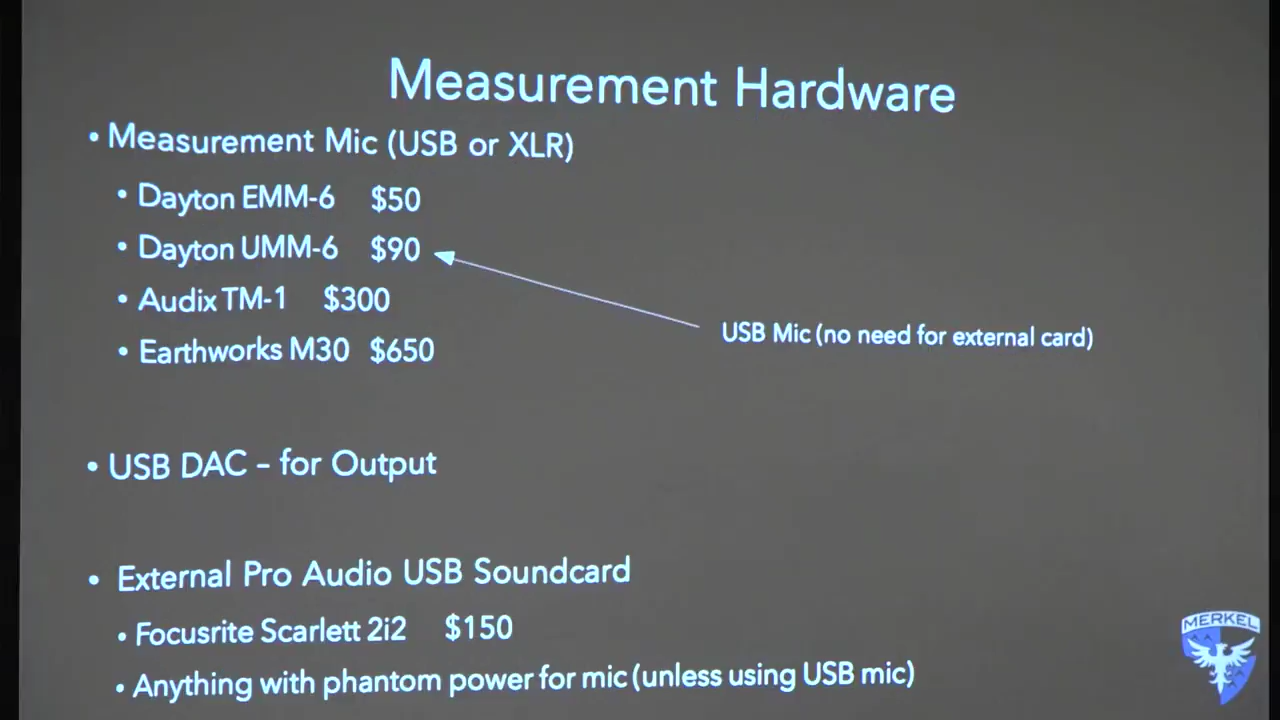 Measurement Hardware
• Measurement Mic (USB or XLR)
• Dayton EMM-6 $50
• Dayton UMM-6 $90
• Audix TM-1 $300
• Earthworks M30 $650
USB Mic (no need for external card)
• USB DAC – for Output
• External Pro Audio USB Soundcard
• Focusrite Scarlett 2i2 $150
• Anything with phantom power for mic (unless using USB mic)
MERKEL